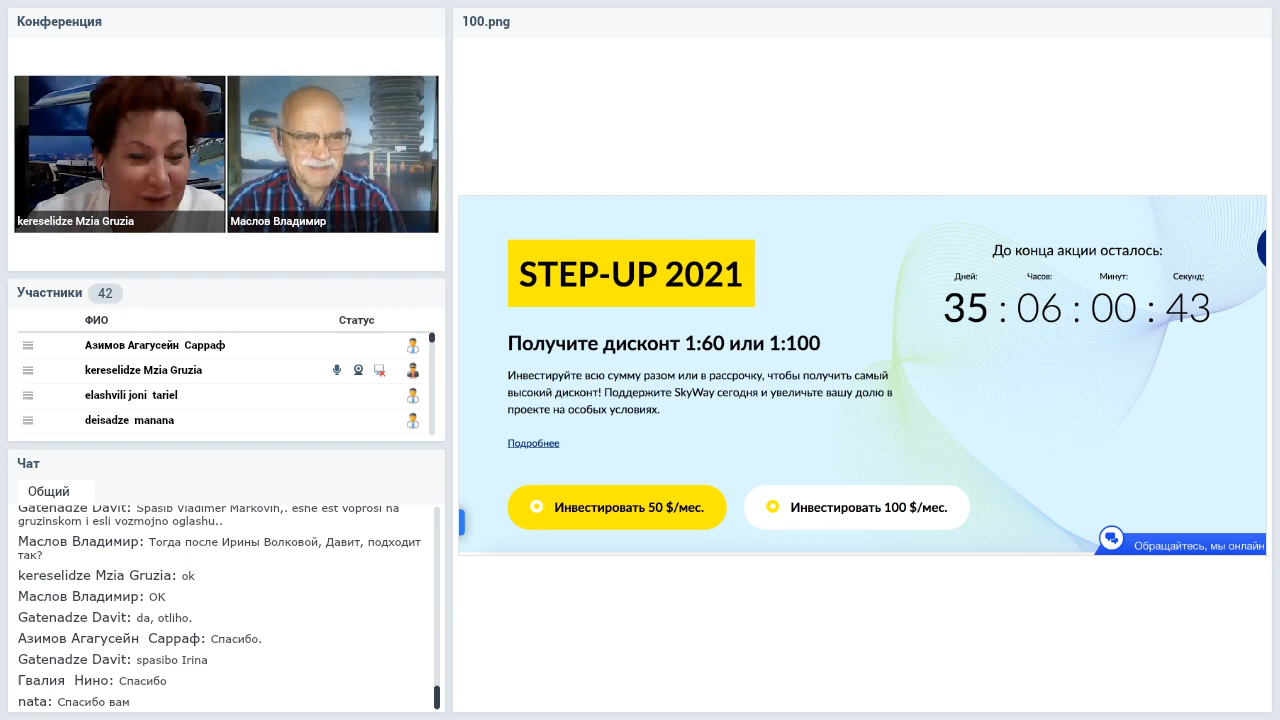 Конференция
kereselidze Mzia Gruzia
Маслов Владимир
Участники 42
ФИО Статус
Азимов Агагусейн Сарраф
kereselidze Mzia Gruzia
elashvili joni tariel
deisadze manana
Чат
Общий
Gatenadze Davit: Spasib Vladimer Markovih,. eshe est voprosi na
gruzinskom i esli vozmojno oglashu..
Маслов Владимир: Тогда после Ирины Волковой, Давит, подходит
так?
kereselidze Mzia Gruzia: ok
Маслов Владимир: ОК
Gatenadze Davit: da, otliho.
Азимов Агагусейн Сарраф: Спасибо.
Gatenadze Davit: spasibo Irina
Гвалия Нино: Спасибо
nata: Спасибо вам
100.png
STEP-UP 2021
До конца акции осталось:
Дней: Часов: Минут: Секунд:
35 : 06 : 00 : 43
Получите дисконт 1:60 или 1:100
Инвестируйте всю сумму разом или в рассрочку, чтобы получить самый
высокий дисконт! Поддержите SkyWay сегодня и увеличьте вашу долю в
проекте на особых условиях.
Подробнее
Инвестировать 50 $/мес.
Инвестировать 100 $/мес.
Обращайтесь, мы онлайн